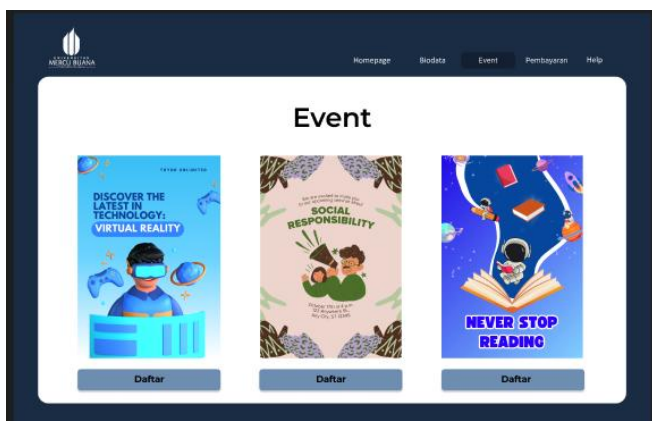 UNIVERSITAS
MERCU BUANA
Homepage
Biodata
Event
Pembayaran
Help
Event
DISCOVER THE
LATEST IN
TECHNOLOGY:
VIRTUAL REALITY
SOCIAL
RESPONSIBILITY
NEVER STOP
READING
Daftar
Daftar
Daftar